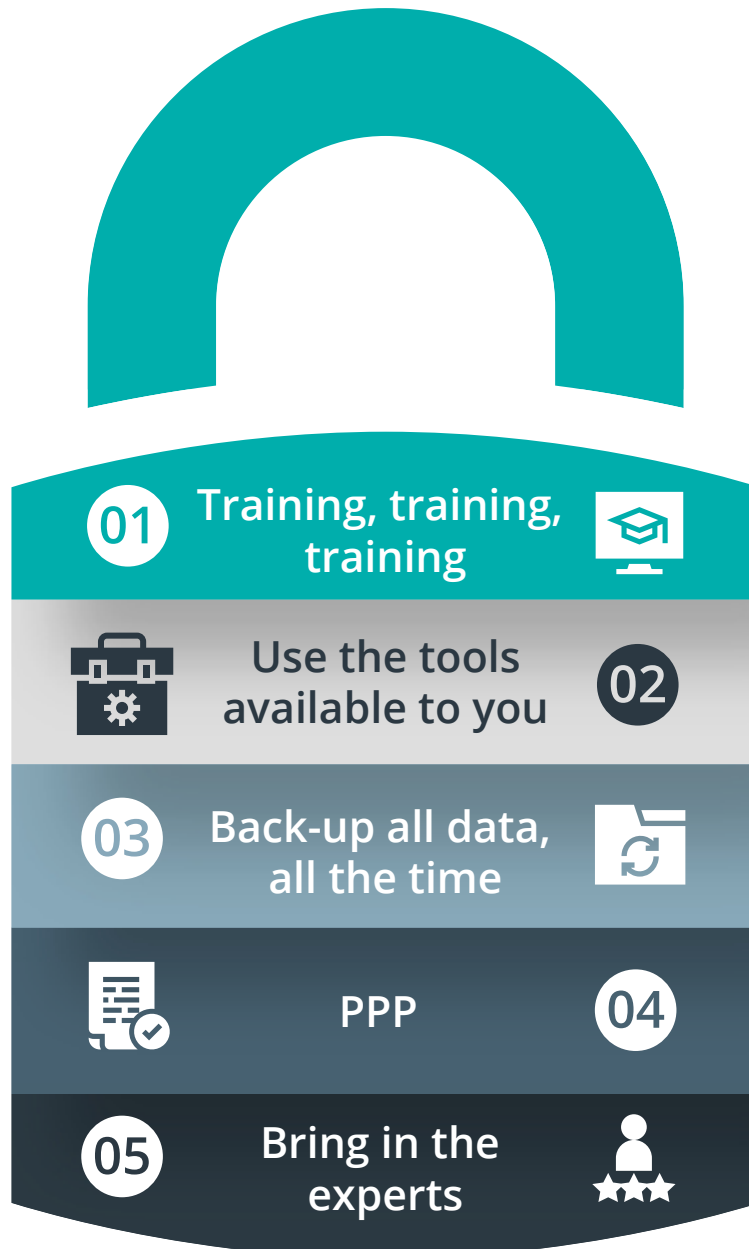 01
Training, training,
training
Use the tools
available to you
02
03
Back-up all data,
all the time
PPP
04
05
Bring in the
experts